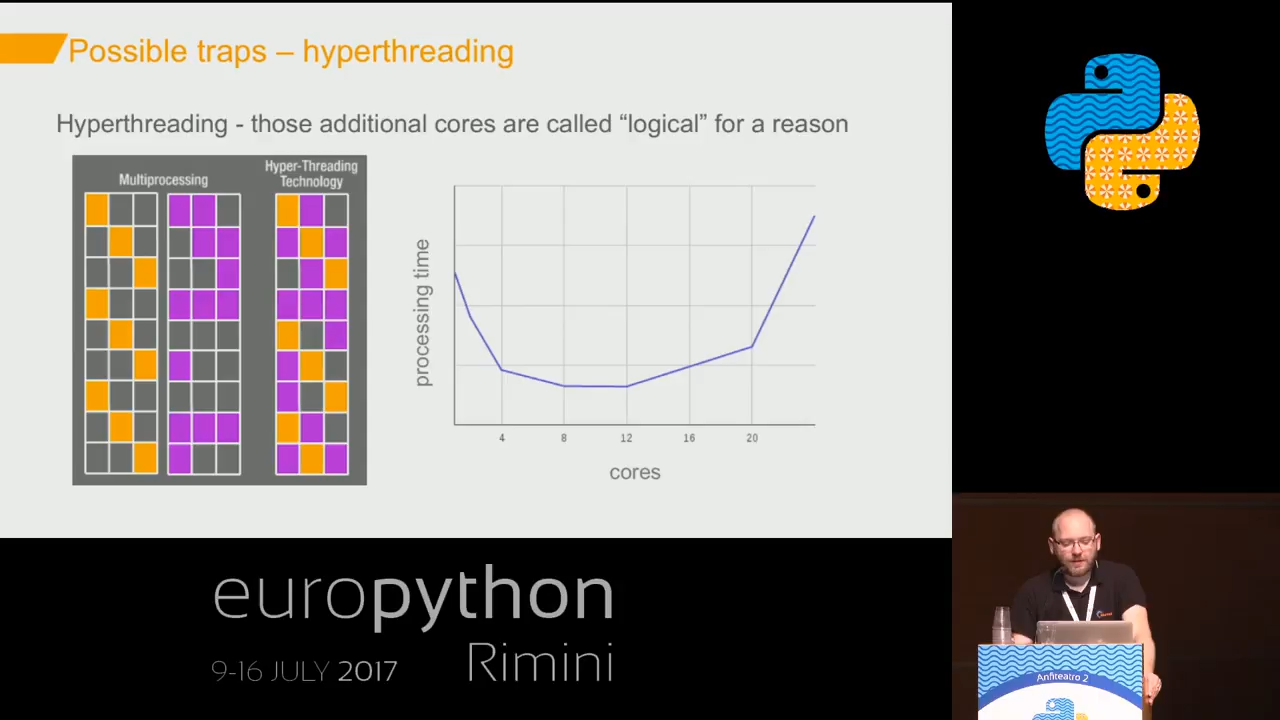 Possible traps – hyperthreading
Hyperthreading - those additional cores are called “logical” for a reason
Multiprocessing
Hyper-Threading
Technology
processing time
4 8 12 16 20
cores
europython
9-16 JULY 2017 Rimini
Anfiteatro 2